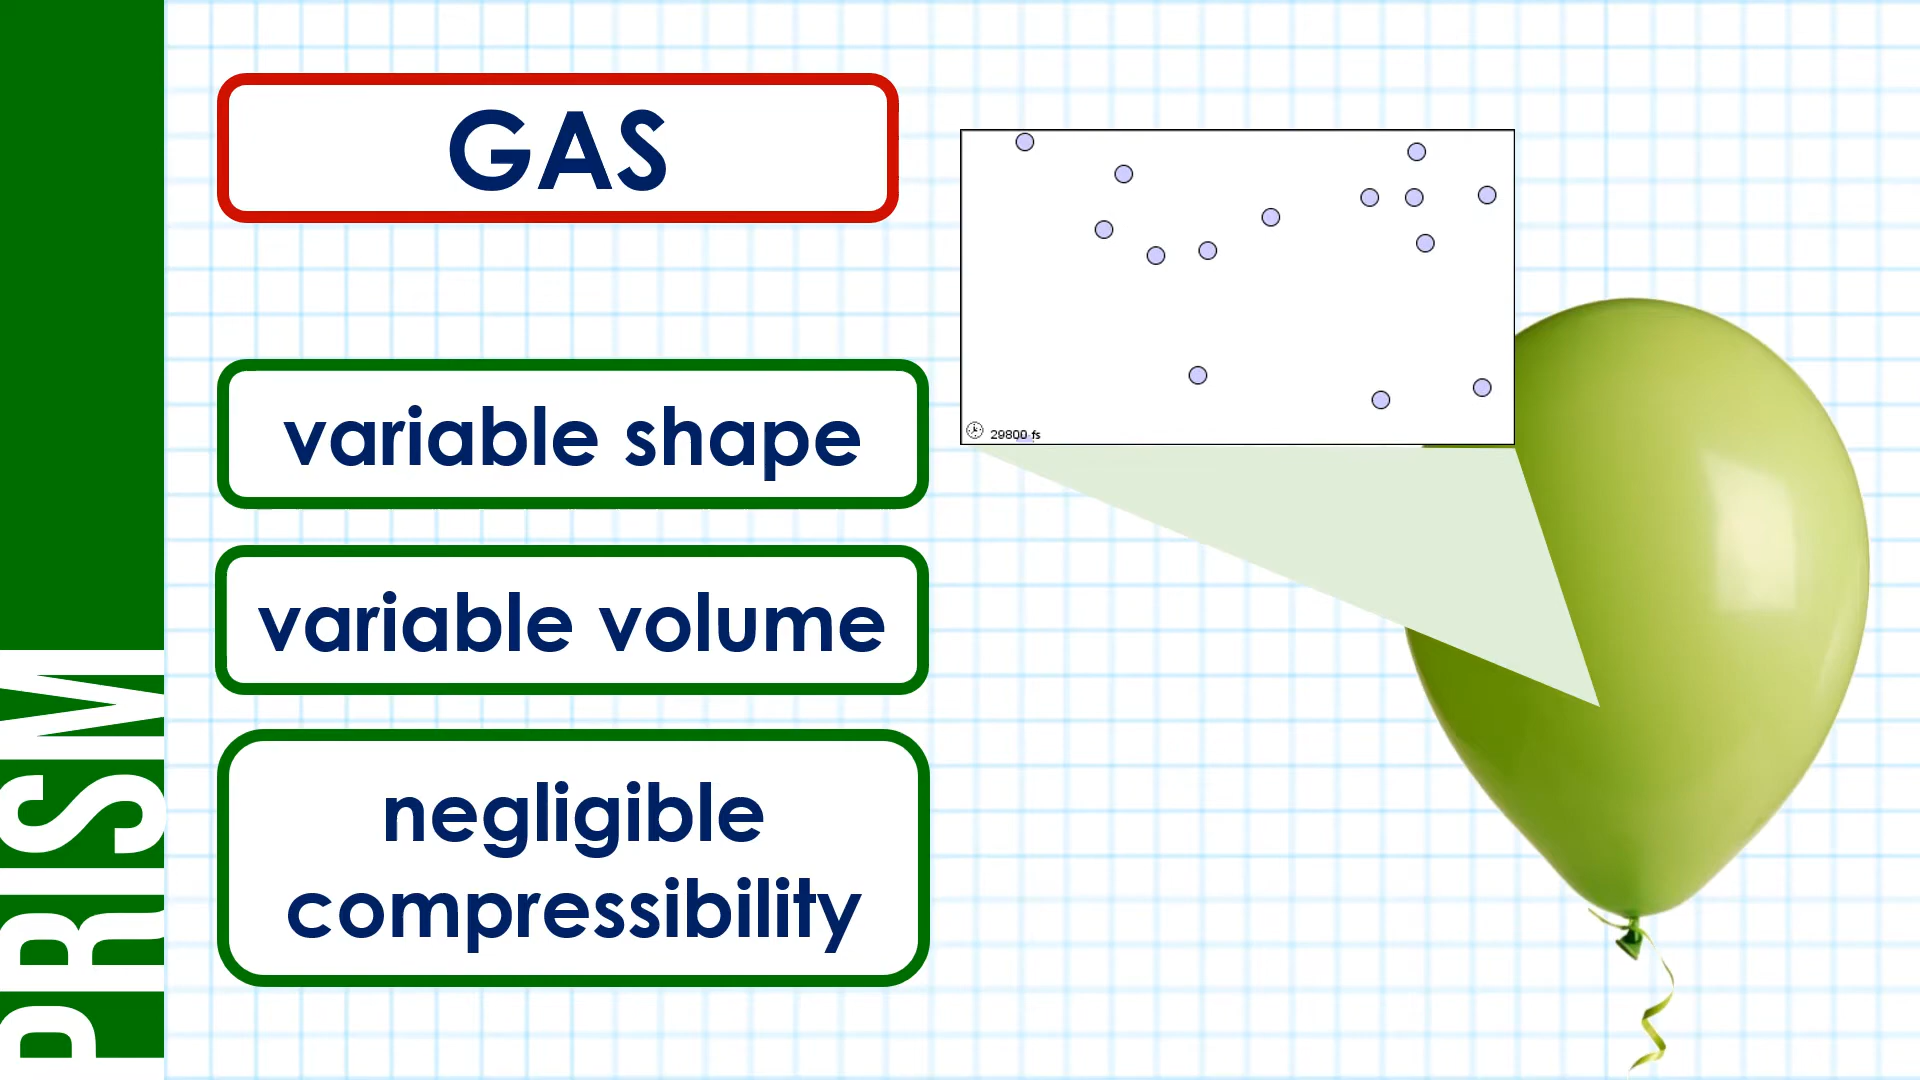 GAS
variable shape
variable volume
negligible
compressibility
29800 fs
PRISM